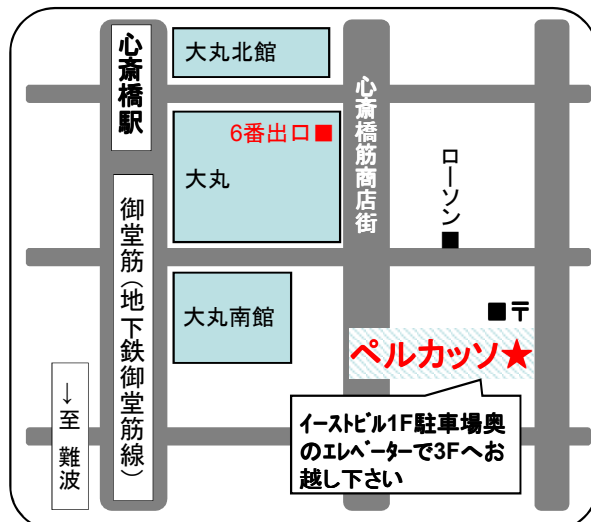 心斎橋駅
大丸北館
6番出口■
大丸
心斎橋筋商店街
ローソン■
御堂筋(地下鉄御堂筋線)
大丸南館
■〒
ペルカッソ★
イーストビル1F駐車場奥
のエレベーターで3Fへお
越し下さい
↓至 難波